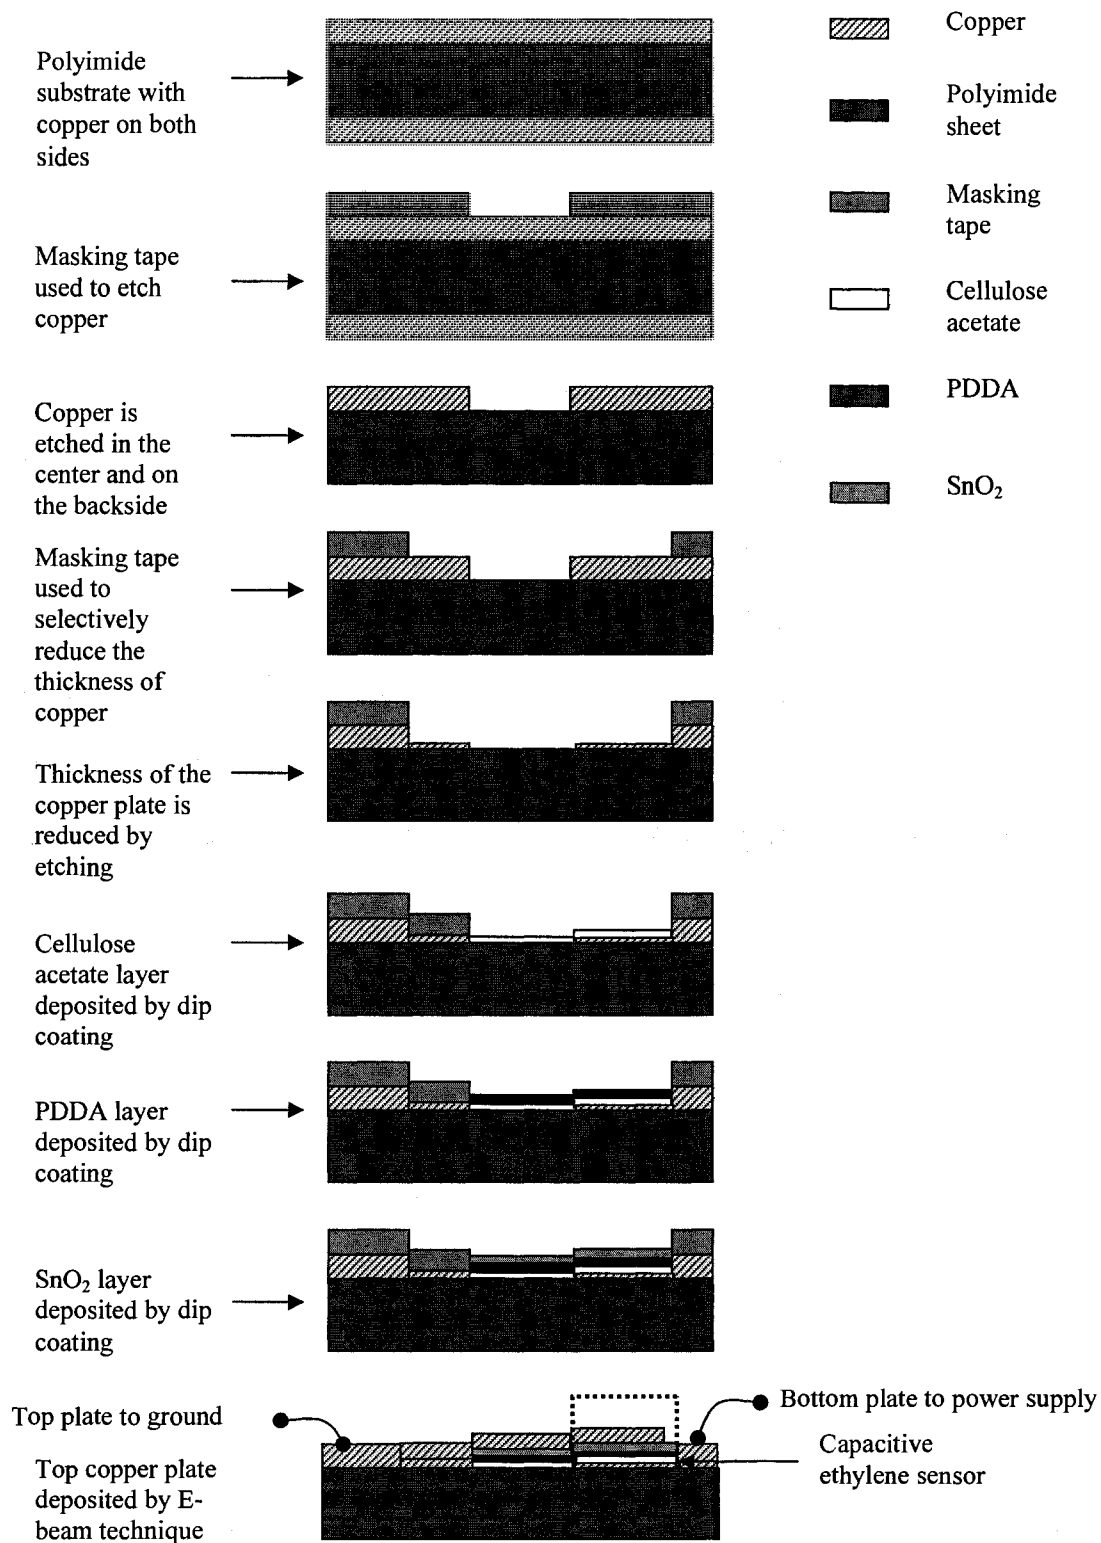 Polyimide
substrate with
copper on both
sides
Masking tape
used to etch
copper
Copper is
etched in the
center and on
the backside
Masking tape
used to
selectively
reduce the
thickness of
copper
Thickness of the
copper plate is
reduced by
etching
Cellulose
acetate layer
deposited by dip
coating
PDDA layer
deposited by dip
coating
SnO₂ layer
deposited by dip
coating
Top plate to ground
Top copper plate
deposited by E-
beam technique
Copper
Polyimide
sheet
Masking
tape
Cellulose
acetate
PDDA
SnO₂
Bottom plate to power supply
Capacitive
ethylene sensor